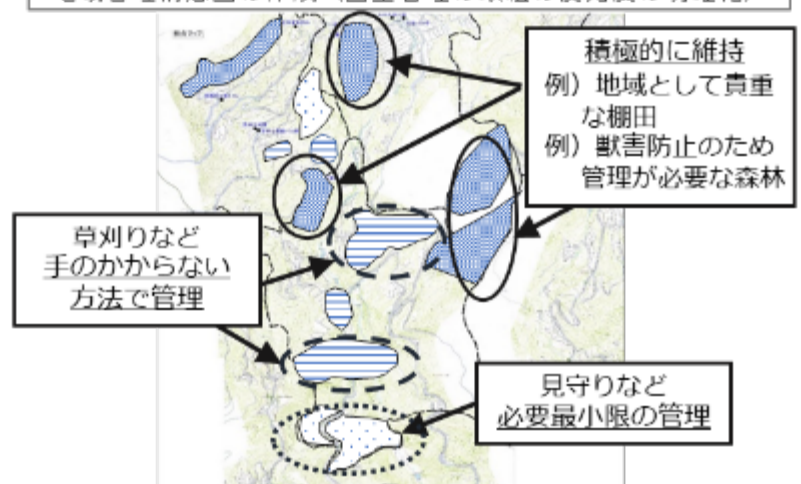 積極的に維持
例）地域として貴重
な棚田
例）獣害防止のため
管理が必要な森林
草刈りなど
手のかからない
方法で管理
見守りなど
必要最小限の管理